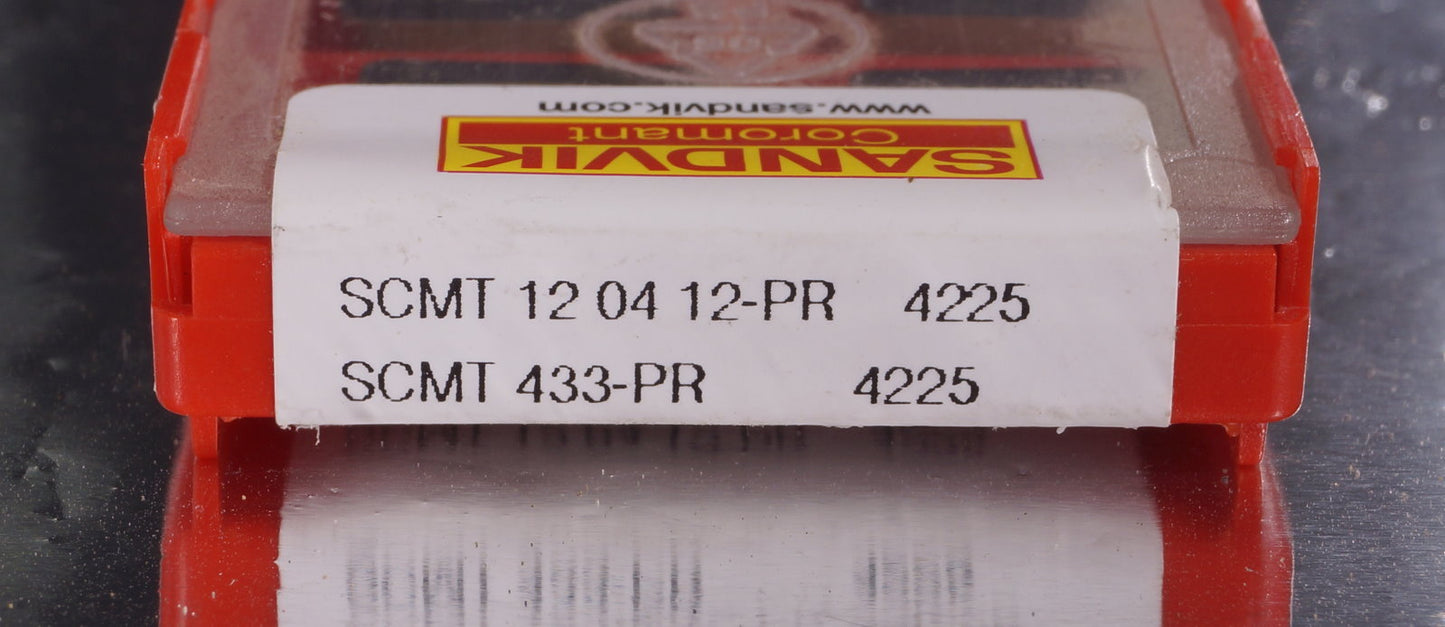 www.sandvik.com
Coromant
SANDVIK
SCMT 12 04 12-PR 4225
SCMT 433-PR 4225